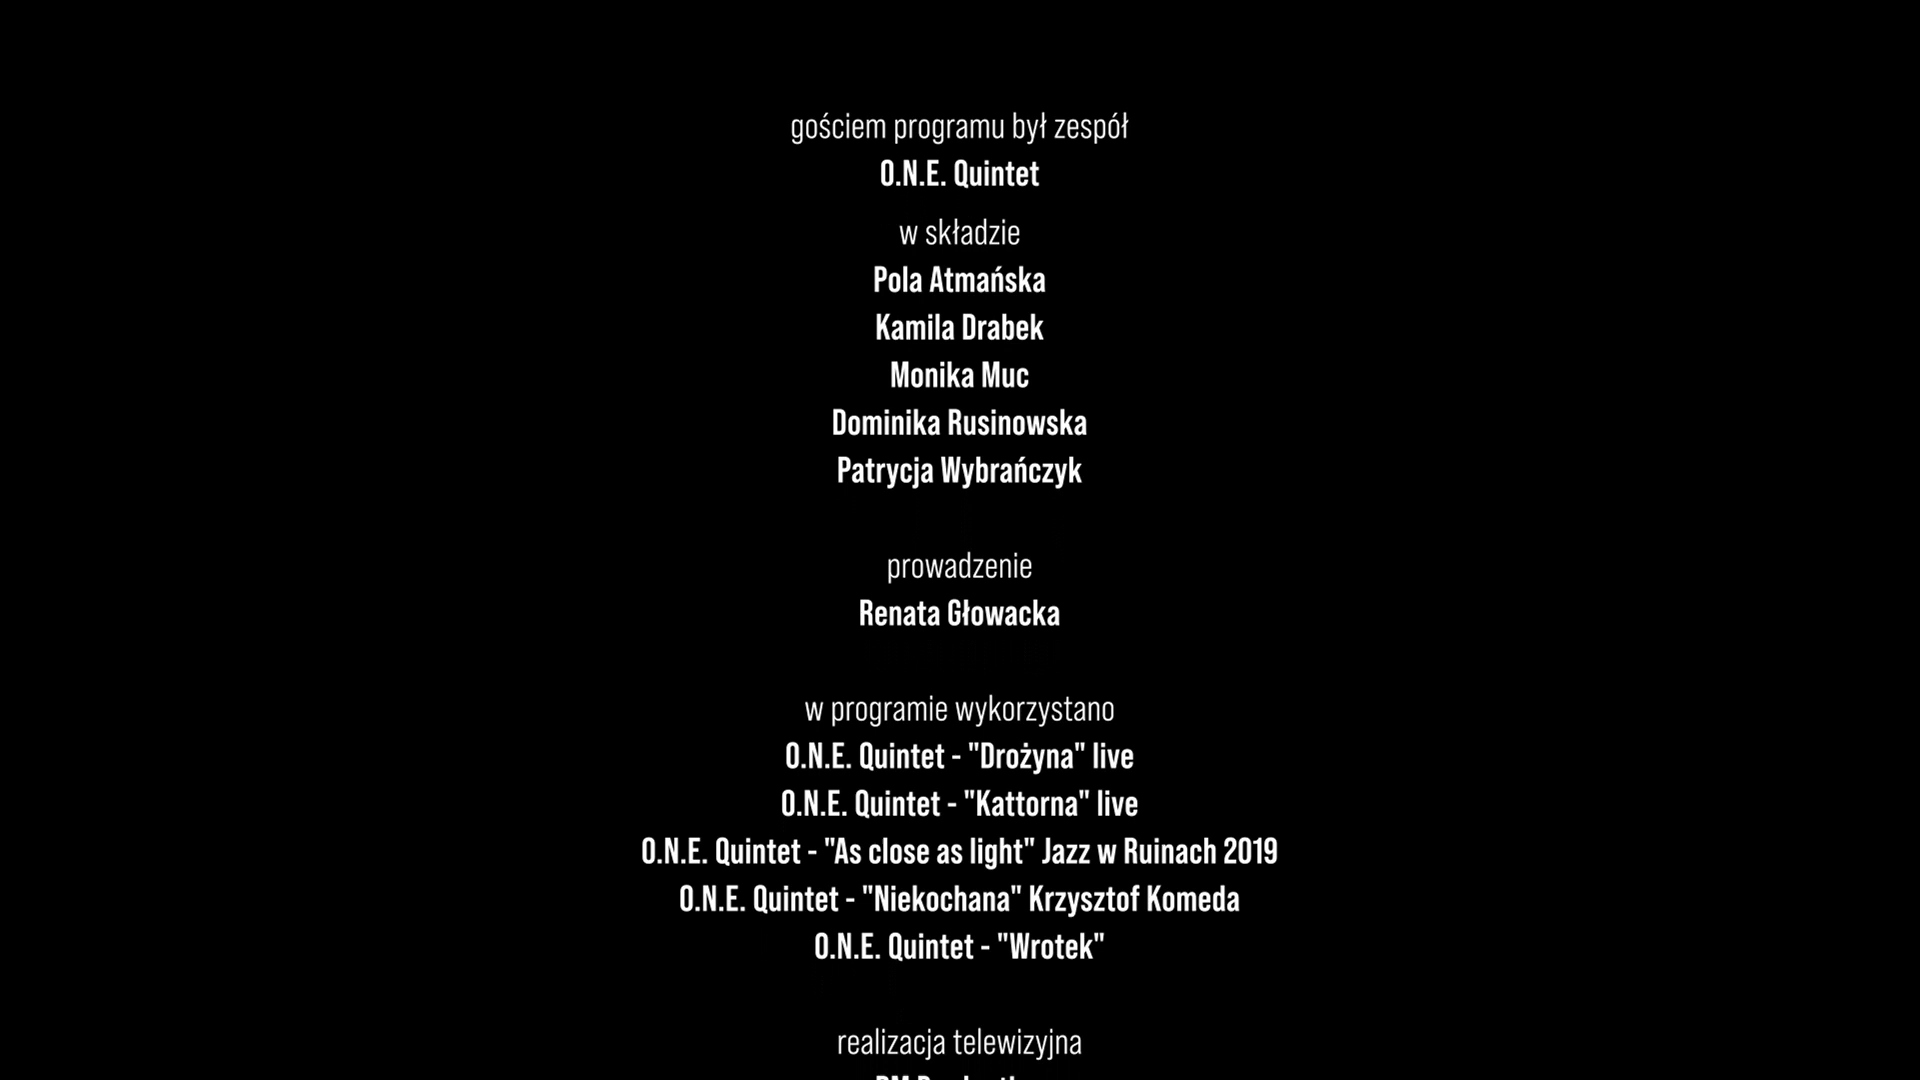 gościem programu był zespół
O.N.E. Quintet
w składzie
Pola Atmańska
Kamila Drabek
Monika Muc
Dominika Rusinowska
Patrycja Wybrańczyk
prowadzenie
Renata Głowacka
w programie wykorzystano
O.N.E. Quintet - "Drożyna" live
O.N.E. Quintet - "Kattorna" live
O.N.E. Quintet - "As close as light" Jazz w Ruinach 2019
O.N.E. Quintet - "Niekochana" Krzysztof Komeda
O.N.E. Quintet - "Wrotek"
realizacja telewizyjna